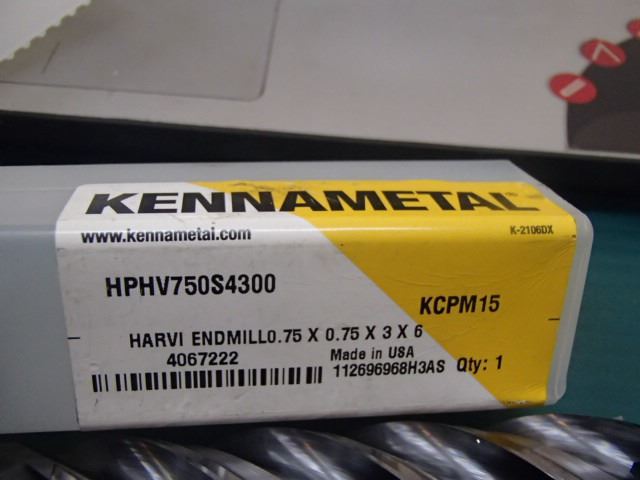 KENNAMETAL
www.kennametal.com
K-2106DX
HPHV750S4300
KCPM15
HARVI ENDMILL0.75 X 0.75 X 3 X 6
4067222
Made in USA
112696968H3AS Qty: 1